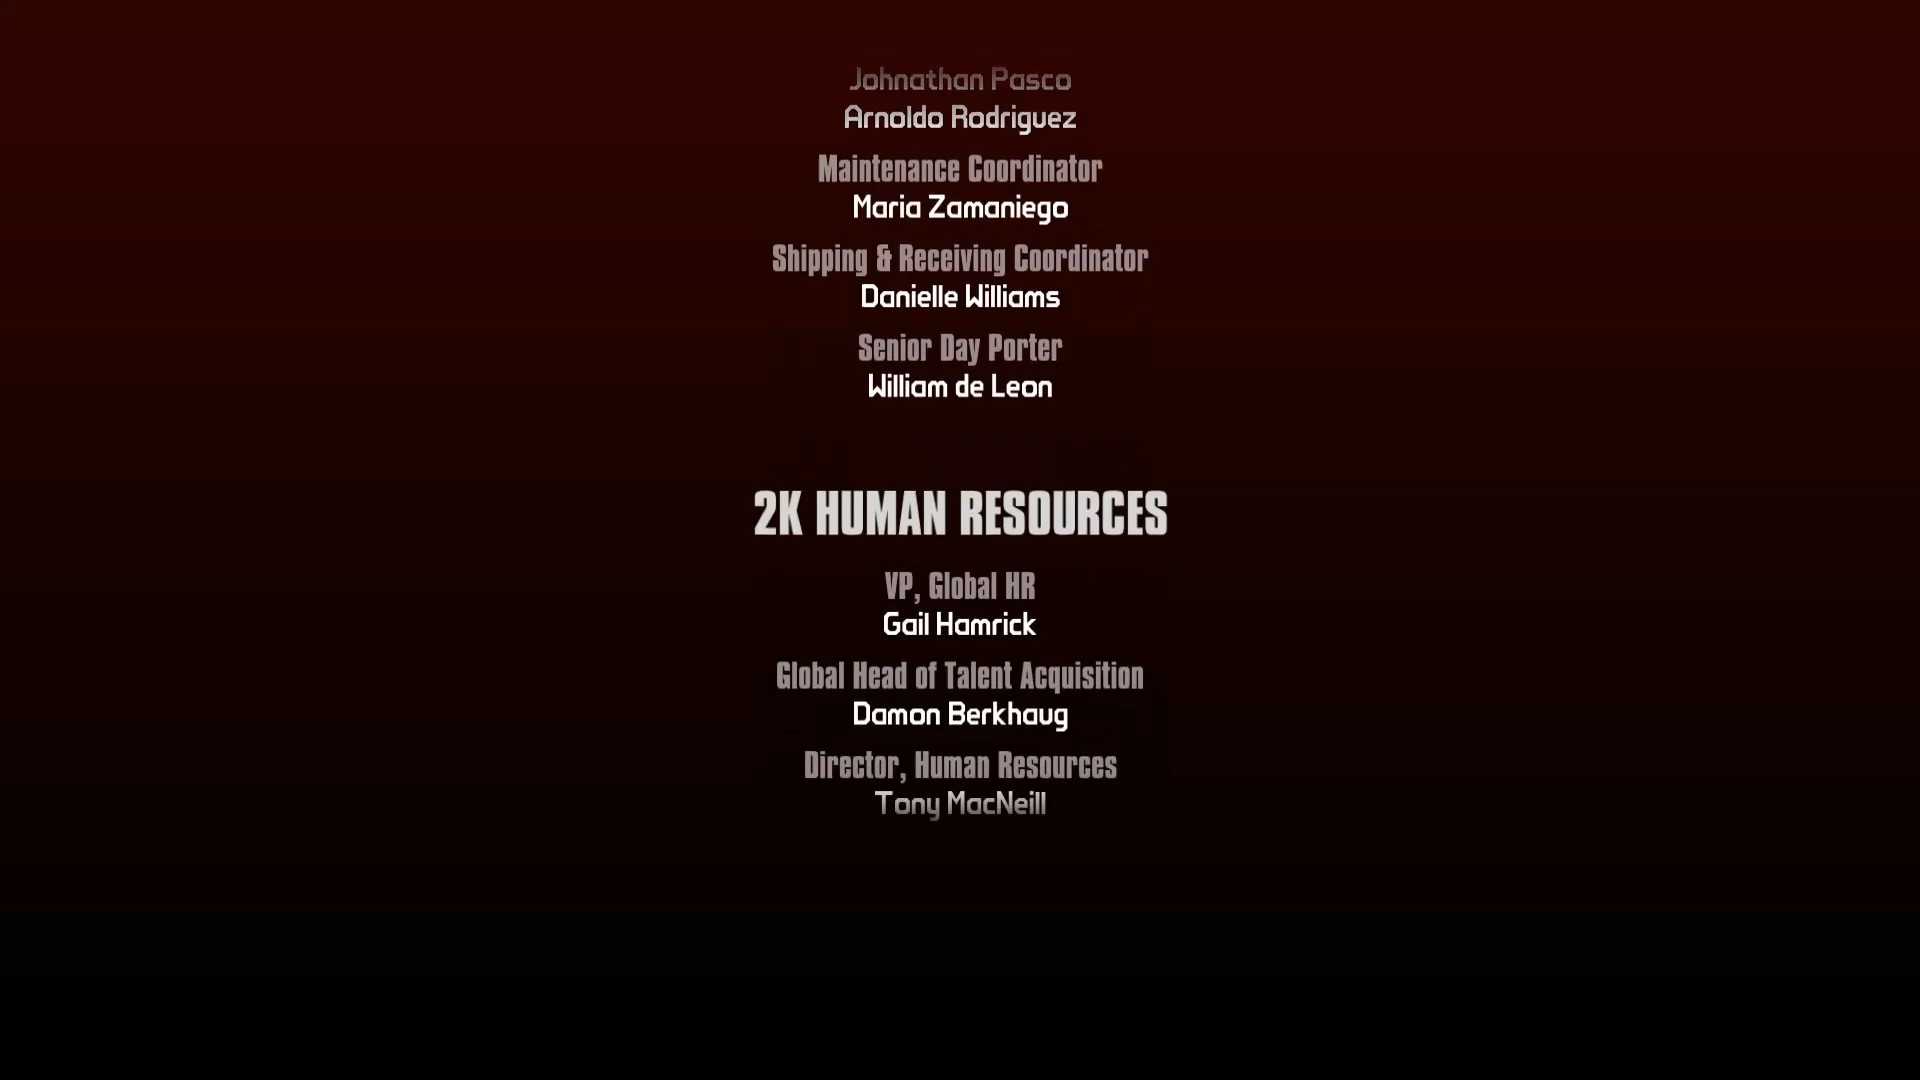 Johnathan Pasco
Arnoldo Rodriguez
Maintenance Coordinator
Maria Zamaniego
Shipping & Receiving Coordinator
Danielle Williams
Senior Day Porter
William de Leon
2K HUMAN RESOURCES
VP, Global HR
Gail Hamrick
Global Head of Talent Acquisition
Damon Berkhaug
Director, Human Resources
Tony MacNeill